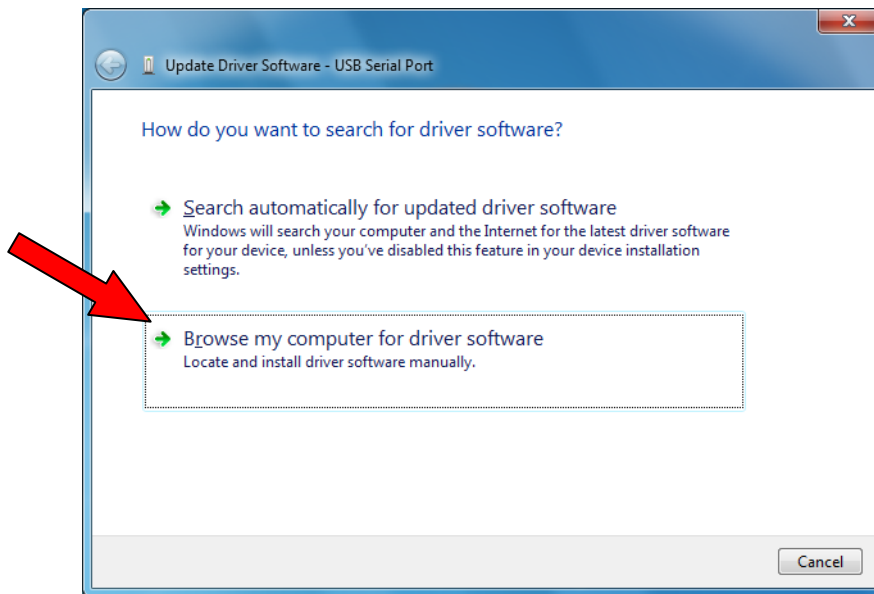 Update Driver Software - USB Serial Port
How do you want to search for driver software?
Search automatically for updated driver software
Windows will search your computer and the Internet for the latest driver software
for your device, unless you've disabled this feature in your device installation
settings.
Browse my computer for driver software
Locate and install driver software manually.
Cancel